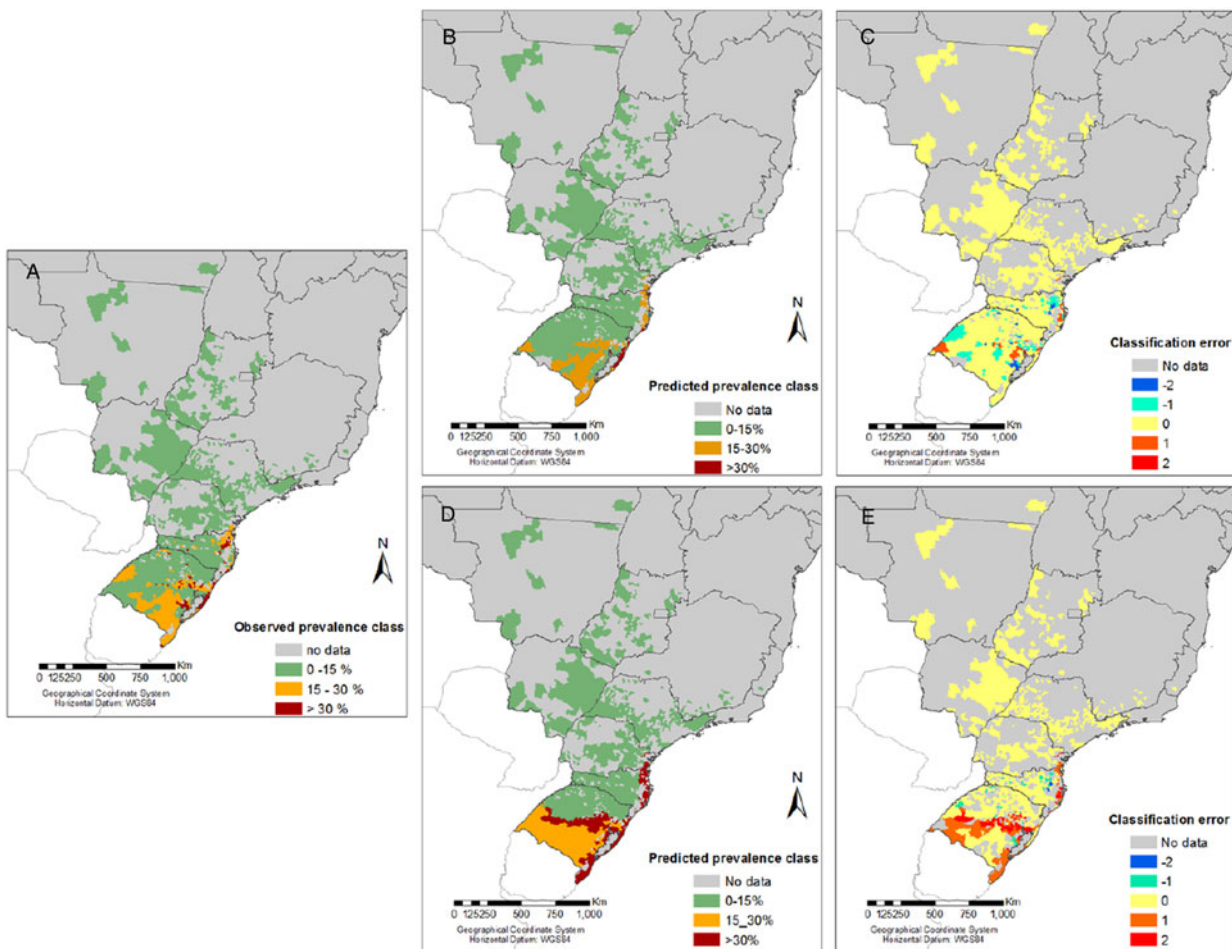 A
N
Observed prevalence class
no data
0 -15 %
15 - 30 %
> 30 %
Km
0 125250 500 750 1,000
Geographical Coordinate System
Horizontal Datum: WGS84
B
N
Predicted prevalence class
No data
0-15%
15-30%
>30%
Km
0 125250 500 750 1,000
Geographical Coordinate System
Horizontal Datum: WGS84
C
N
Classification error
No data
-2
-1
0
1
2
Km
0 125250 500 750 1,000
Geographical Coordinate System
Horizontal Datum: WGS84
D
N
Predicted prevalence class
No data
0-15%
15_30%
>30%
Km
0 125250 500 750 1,000
Geographical Coordinate System
Horizontal Datum: WGS84
E
N
Classification error
No data
-2
-1
0
1
2
Km
0 125250 500 750 1,000
Geographical Coordinate System
Horizontal Datum: WGS84